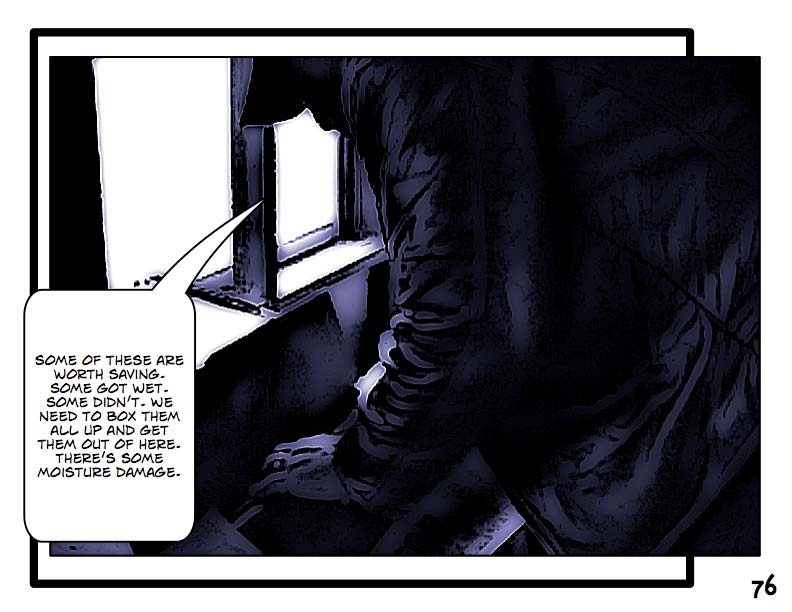 SOME OF THESE ARE
WORTH SAVING.
SOME GOT WET.
SOME DIDN'T. WE
NEED TO BOX THEM
ALL UP AND GET
THEM OUT OF HERE.
THERE'S SOME
MOISTURE DAMAGE.
76